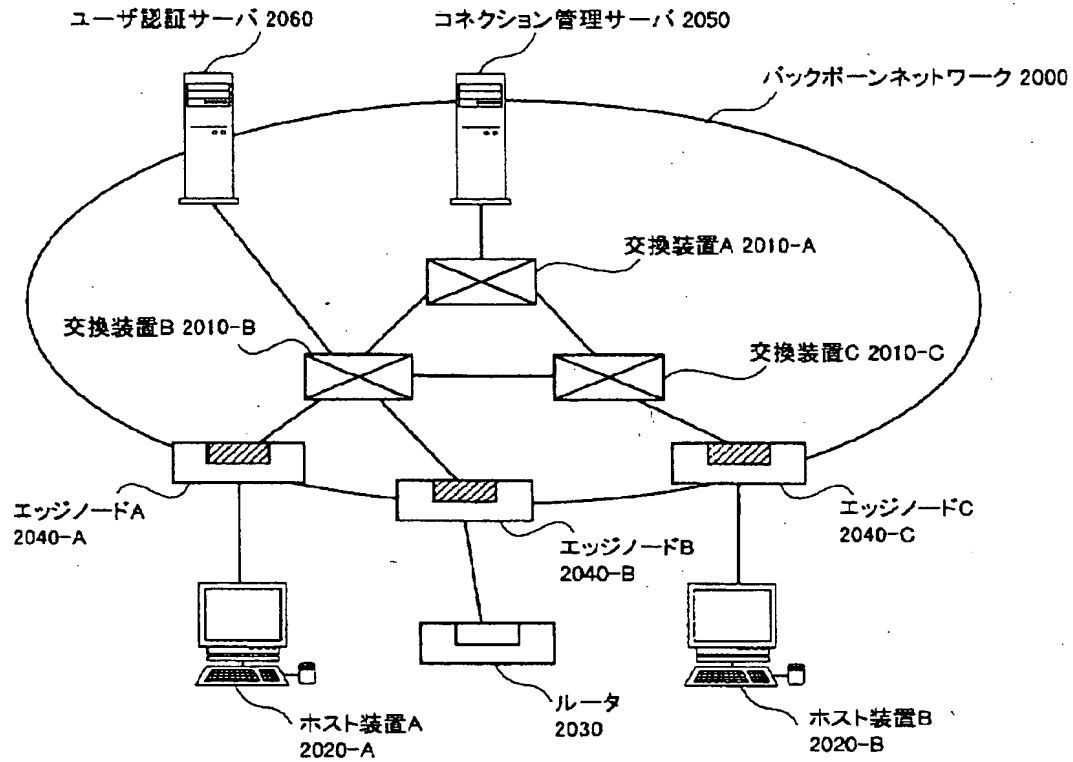 ユーザ認証サーバ 2060
コネクション管理サーバ 2050
バックボーンネットワーク 2000
交換装置A 2010-A
交換装置B 2010-B
交換装置C 2010-C
エッジノードA
2040-A
エッジノードB
2040-B
エッジノードC
2040-C
ホスト装置A
2020-A
ルータ
2030
ホスト装置B
2020-B